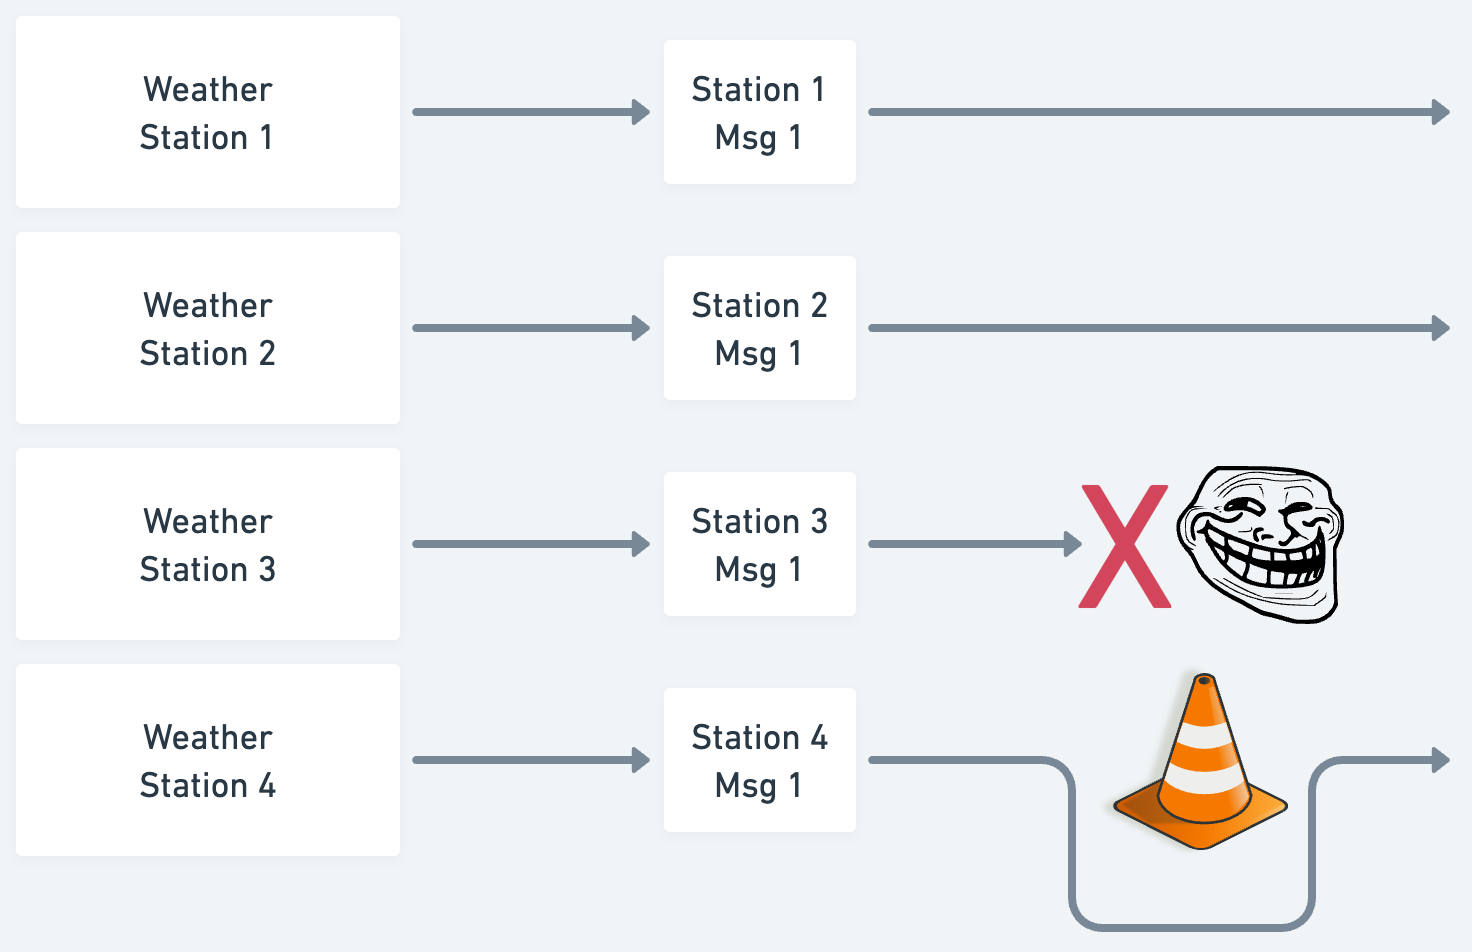 Weather
Station 1
Station 1
Msg 1
Weather
Station 2
Station 2
Msg 1
Weather
Station 3
Station 3
Msg 1
X
Weather
Station 4
Station 4
Msg 1